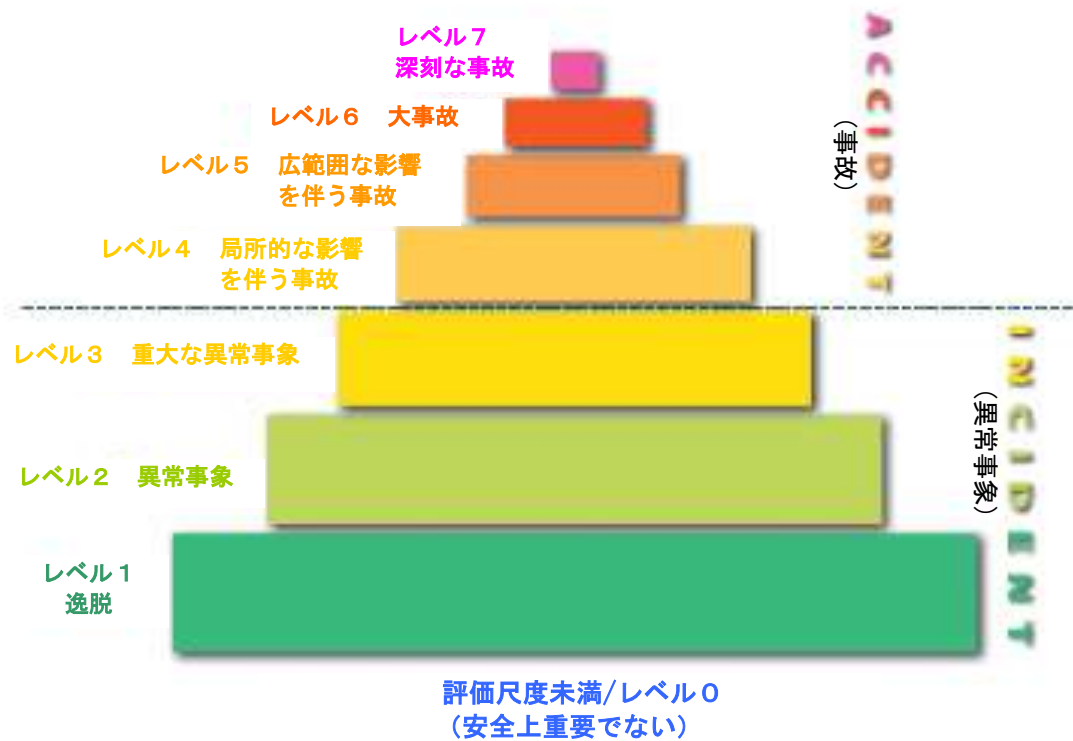 レベル７
深刻な事故
レベル６　大事故
レベル５　広範囲な影響
を伴う事故
レベル４　局所的な影響
を伴う事故
ACCIDENT
（事故）
レベル３　重大な異常事象
レベル２　異常事象
レベル１
逸脱
INCIDENT
（異常事象）
評価尺度未満/レベル０
（安全上重要でない）